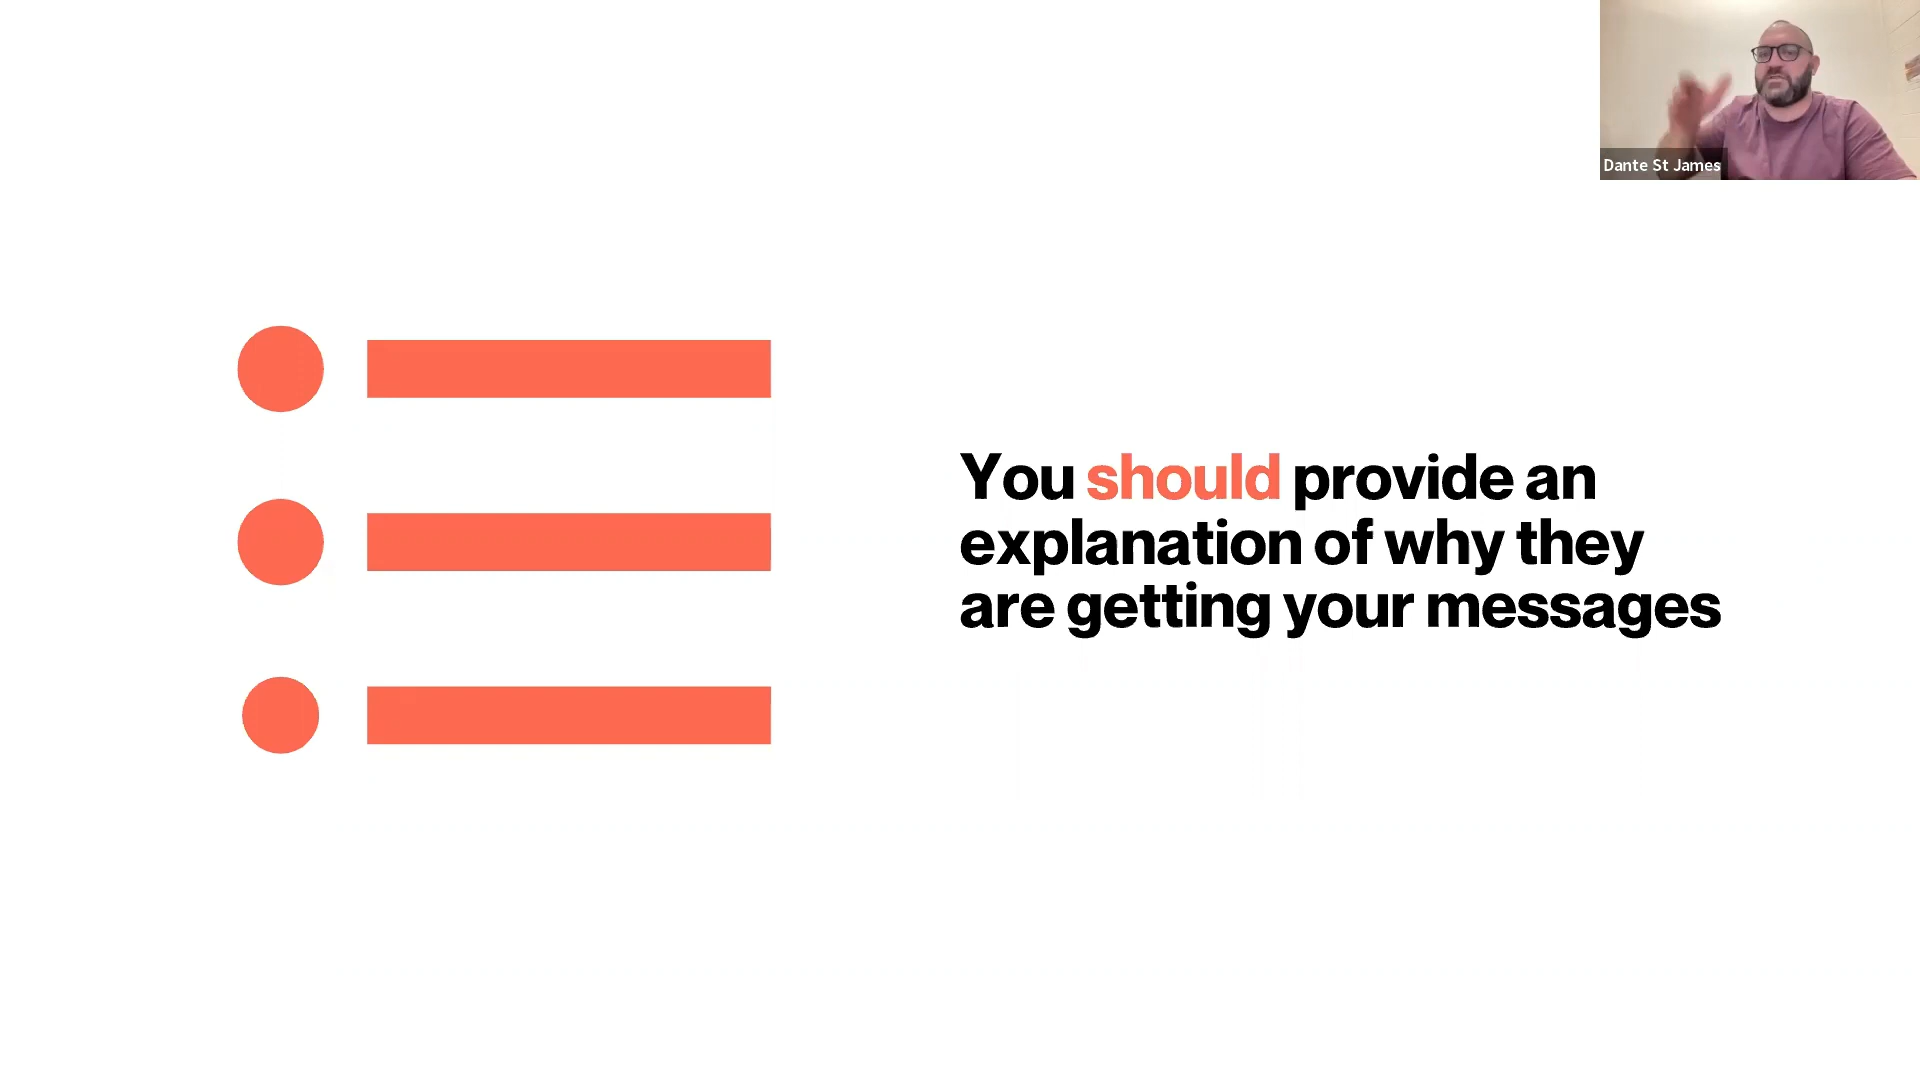 Dante St James
You should provide an
explanation of why they
are getting your messages